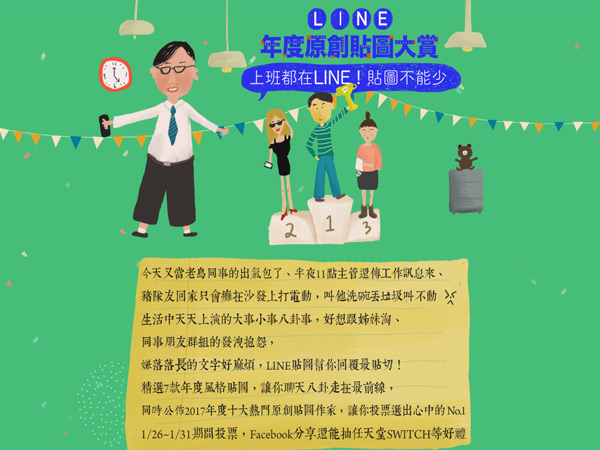 LINE
年度原創貼圖大賞
上班都在LINE！貼圖不能少
2 1 3
今天又當老鳥同事的出氣包了、半夜11點主管還傳工作訊息來、
豬隊友回家只會癱在沙發上打電動，叫他洗碗丟垃圾叫不動
生活中天天上演的大事小事八卦事，好想跟姊妹淘、
同事朋友群組的發洩抱怨，
嫌落落長的文字好麻煩，LINE貼圖幫你回覆最貼切！
精選7款年度風格貼圖，讓你聊天八卦走在最前線，
同時公佈2017年度十大熱門原創貼圖作家，讓你投票選出心中的 No.1
1/26~1/31期間投票，Facebook分享還能抽任天堂SWITCH等好禮